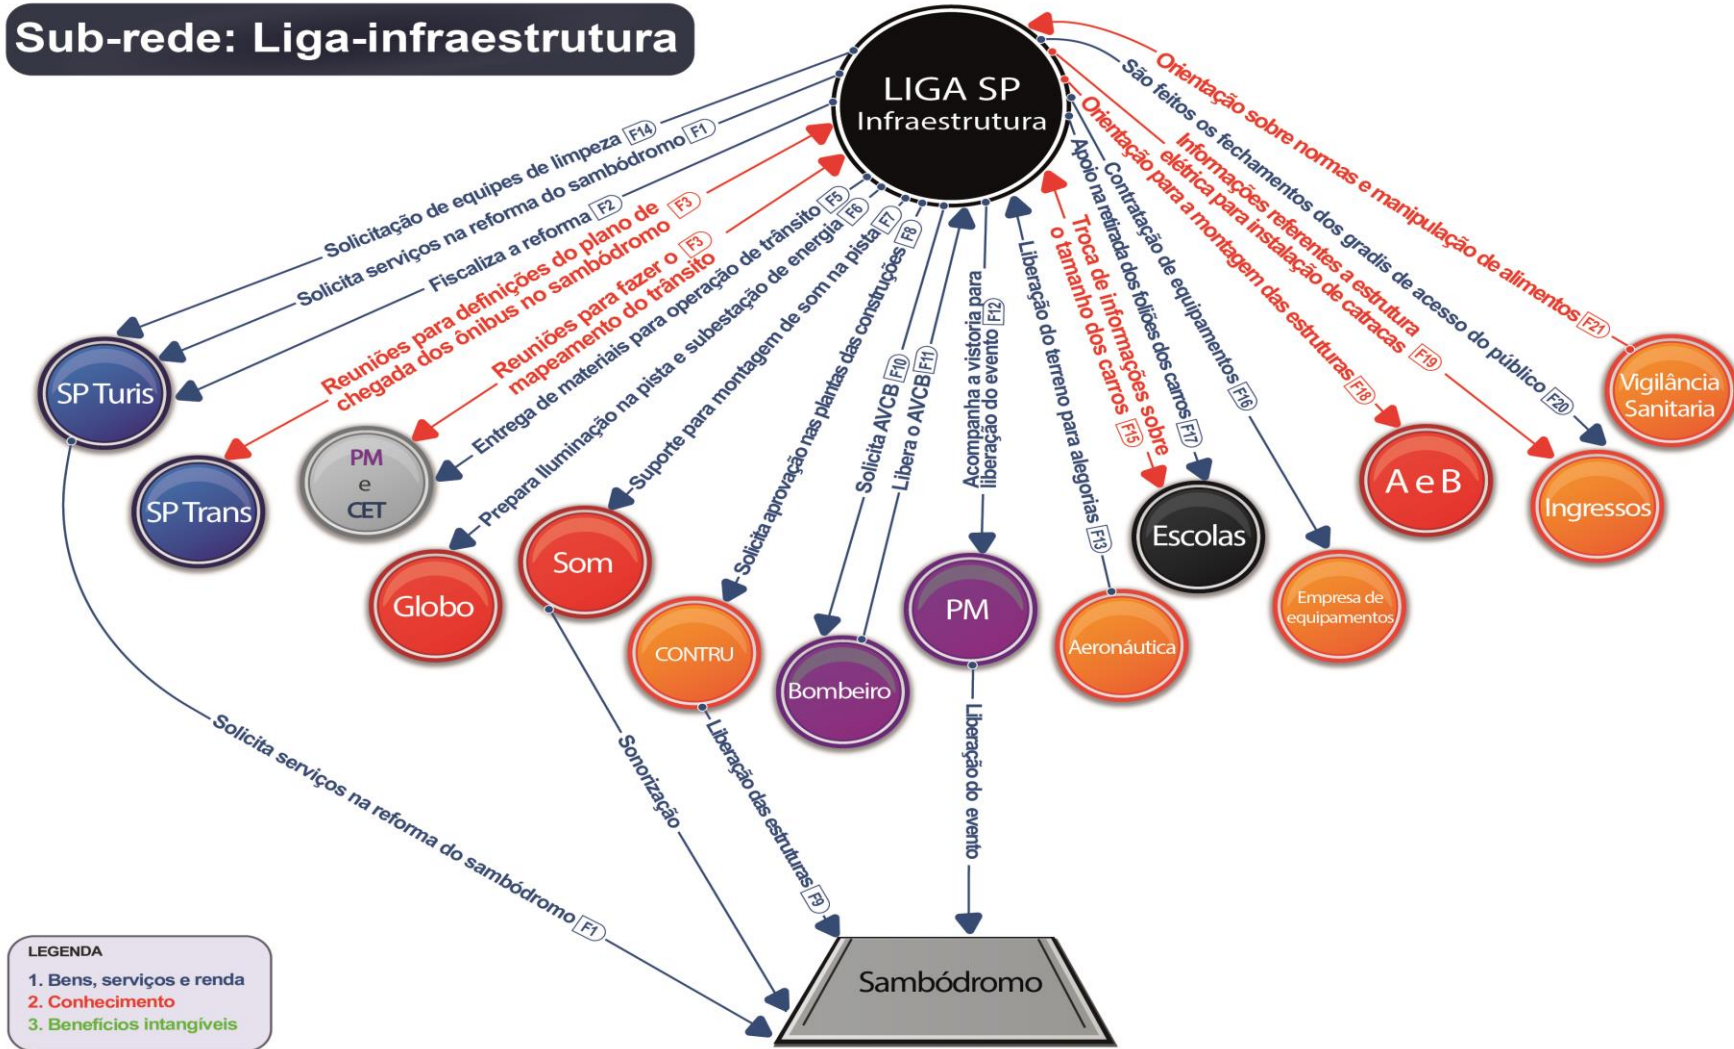 Sub-rede: Liga-infraestrutura
LIGA SP
Infraestrutura
Solicitação de equipes de limpeza F14
Solicita serviços na reforma do sambódromo F1
Fiscaliza a reforma F2
Reuniões para definições do plano de
chegada dos ônibus no sambódromo F3
Reuniões para fazer o F3
mapeamento do trânsito
Entrega de materiais para operação de trânsito F5
Prepara Iluminação na pista e subestação de energia F6
Suporte para montagem de som na pista F7
Solicita aprovação nas plantas das construções F8
Solicita AVCB F10
Libera o AVCB F11
Acompanha a vistoria para
liberação do evento F12
Liberação do terreno para alegorias F13
Troca de informações sobre
o tamanho dos carros F15
Apoio na retirada dos foliões dos carros F17
Contratação de equipamentos F16
Orientação para a montagem das estruturas F18
Informações referentes a estrutura
elétrica para instalação de catracas F19
São feitos os fechamentos dos gradis de acesso do público F20
Orientação sobre normas e manipulação de alimentos F21
SP Turis
SP Trans
PM
e
CET
Globo
Som
CONTRU
Bombeiro
PM
Aeronáutica
Escolas
Empresa de
equipamentos
A e B
Ingressos
Vigilância
Sanitaria
Solicita serviços na reforma do sambódromo F1
Sonorização
Liberação das estruturas F9
Liberação do evento
Sambódromo
LEGENDA
1. Bens, serviços e renda
2. Conhecimento
3. Benefícios intangíveis